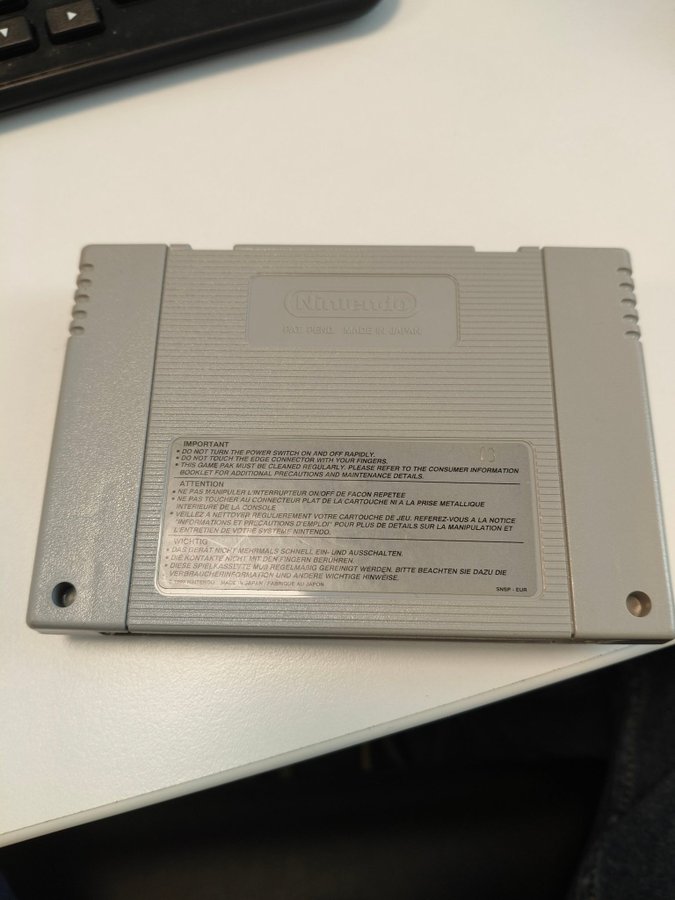 Nintendo
PAT. PEND. MADE IN JAPAN
IMPORTANT
• DO NOT TURN THE POWER SWITCH ON AND OFF RAPIDLY.
• DO NOT TOUCH THE EDGE CONNECTOR WITH YOUR FINGERS.
• THIS GAME PAK MUST BE CLEANED REGULARLY. PLEASE REFER TO THE CONSUMER INFORMATION
BOOKLET FOR ADDITIONAL PRECAUTIONS AND MAINTENANCE DETAILS.
ATTENTION
• NE PAS MANIPULER L'INTERRUPTEUR ON/OFF DE FACON REPETEE
• NE PAS TOUCHER AU CONNECTEUR PLAT DE LA CARTOUCHE NI A LA PRISE METALLIQUE
INTERIEURE DE LA CONSOLE
• VEILLEZ A NETTOYER REGULIEREMENT VOTRE CARTOUCHE DE JEU. REFEREZ-VOUS A LA NOTICE
"INFORMATIONS ET PRECAUTIONS D'EMPLOI" POUR PLUS DE DETAILS SUR LA MANIPULATION ET
L'ENTRETIEN DE VOTRE SYSTEME NINTENDO.
WICHTIG
• DAS GERÄT NICHT MEHRMALS SCHNELL EIN- UND AUSSCHALTEN.
• DIE KONTAKTE NICHT MIT DEN FINGERN BERÜHREN.
• DIESE SPIELKASSETTE MUß REGELMÄßIG GEREINIGT WERDEN. BITTE BEACHTEN SIE DAZU DIE
VERBRAUCHERINFORMATION UND ANDERE WICHTIGE HINWEISE.
NINTENDO. MADE IN JAPAN / FABRIQUE AU JAPON
SNSP - EUR